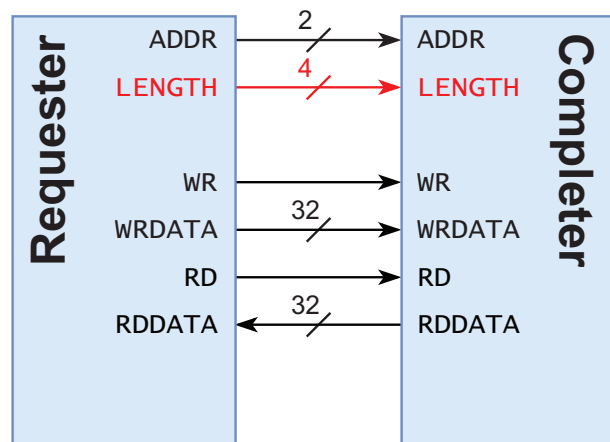 Requester
Completer
ADDR 2 ADDR
LENGTH 4 LENGTH
WR WR
WRDATA 32 WRDATA
RD RD
RDDATA 32 RDDATA